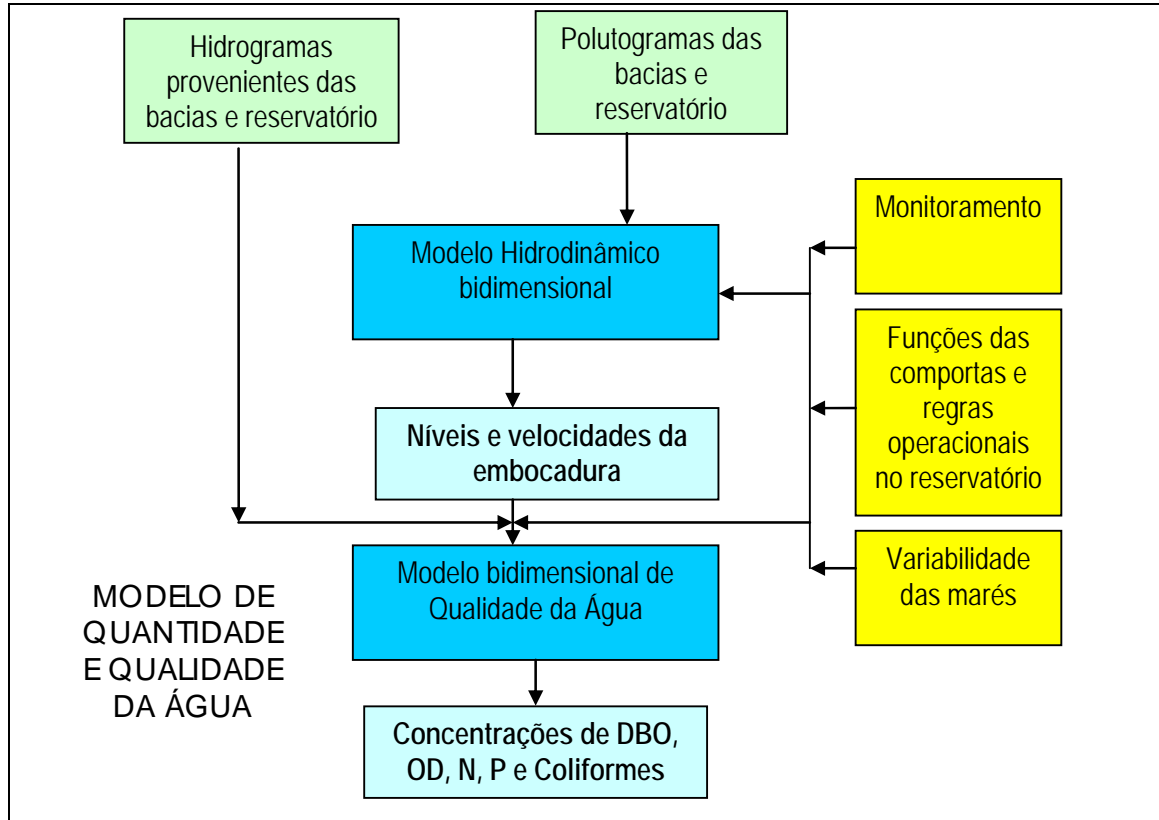 Hidrogramas
provenientes das
bacias e reservatório
Polutogramas das
bacias e
reservatório
Monitoramento
Modelo Hidrodinâmico
bidimensional
Funções das
comportas e
regras
operacionais
no reservatório
Níveis e velocidades da
embocadura
Variabilidade
das marés
Modelo bidimensional de
Qualidade da Água
MODELO DE
QUANTIDADE
E QUALIDADE
DA ÁGUA
Concentrações de DBO,
OD, N, P e Coliformes